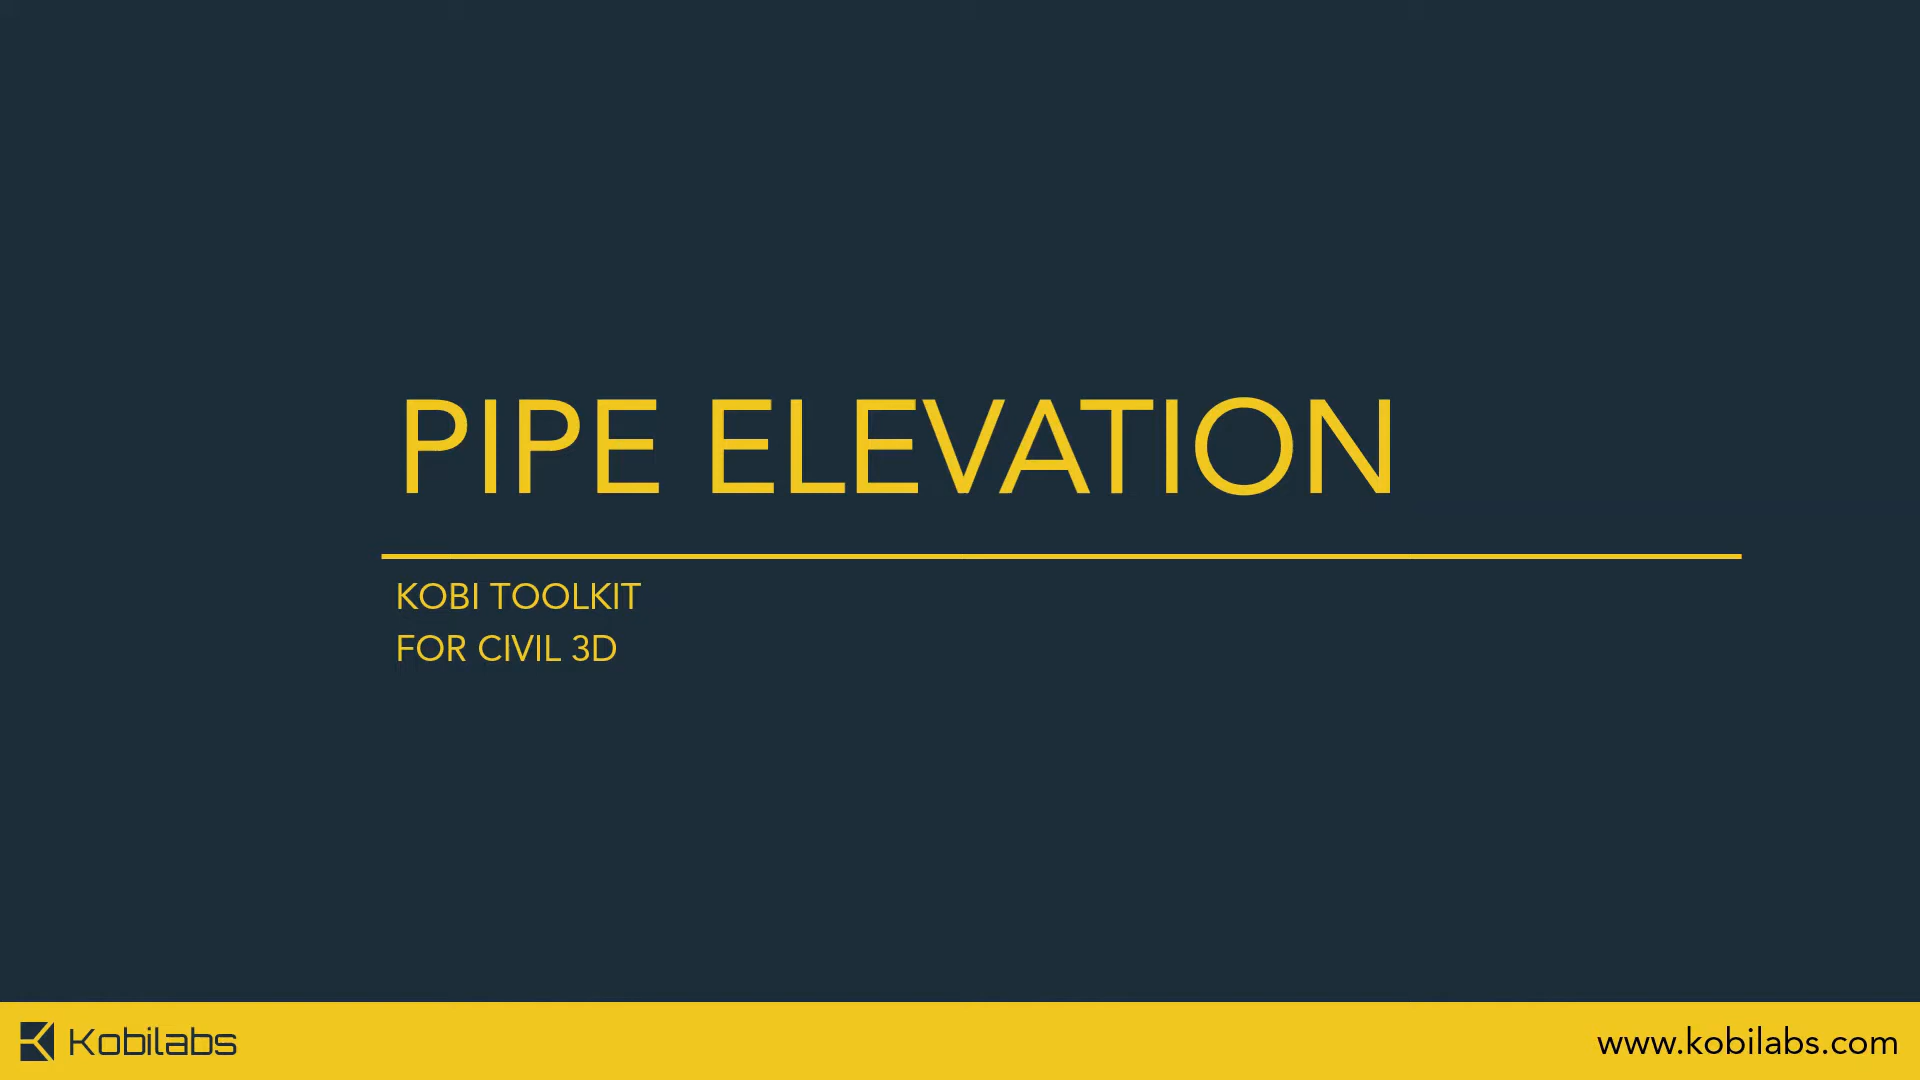 PIPE ELEVATION
KOBI TOOLKIT
FOR CIVIL 3D
Kobilabs
www.kobilabs.com